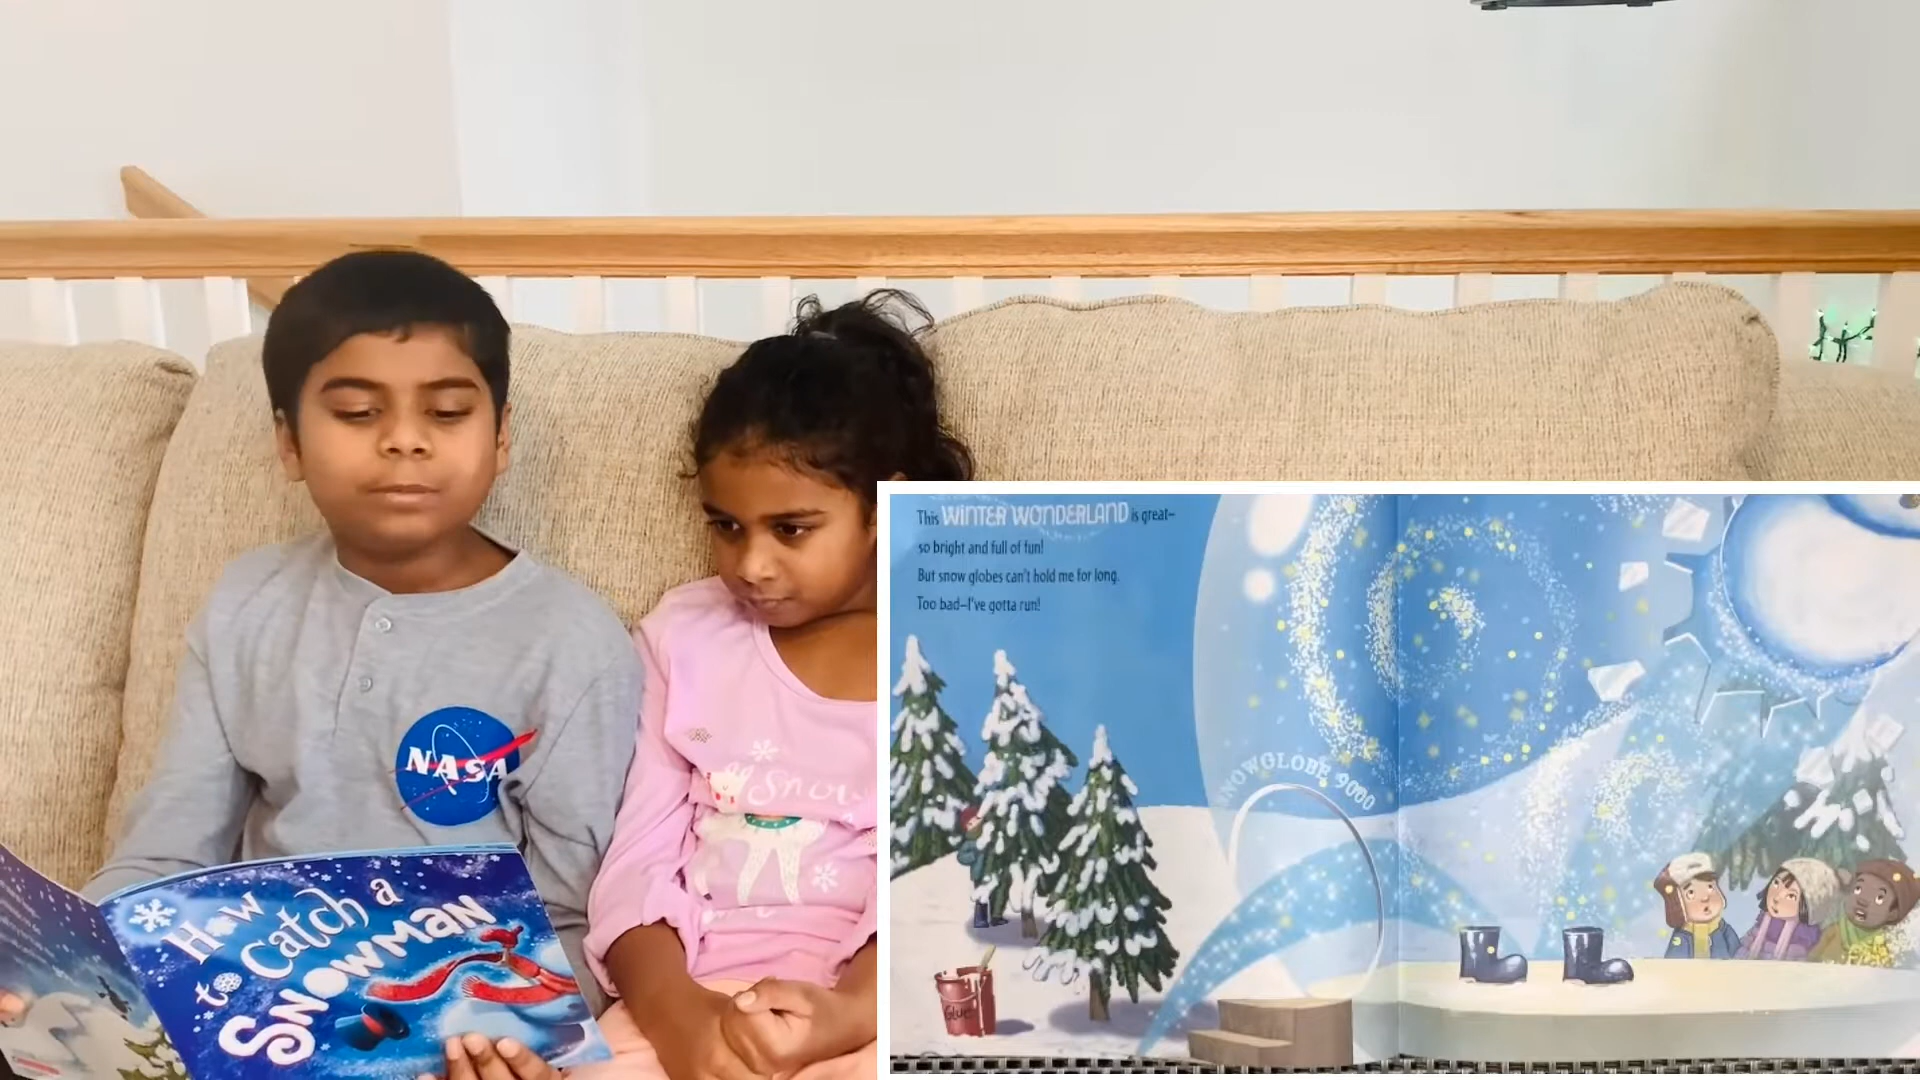 This WINTER WONDERLAND is great—
so bright and full of fun!
But snow globes can't hold me for long.
Too bad—I've gotta run!
SNOWGLOBE 9000
Glue
NASA
Snow
How
to Catch a
SNOWMAN